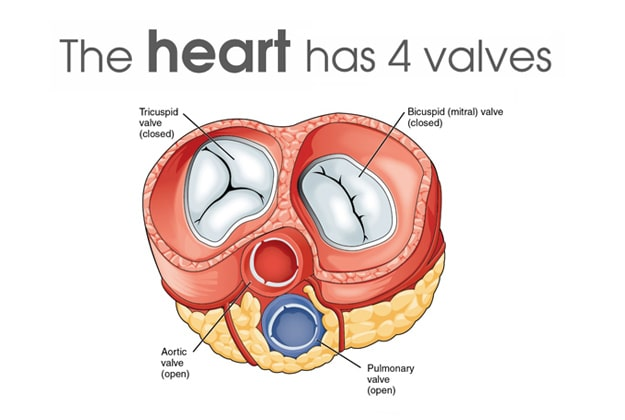 The heart has 4 valves
Tricuspid
valve
(closed)
Bicuspid (mitral) valve
(closed)
Aortic
valve
(open)
Pulmonary
valve
(open)